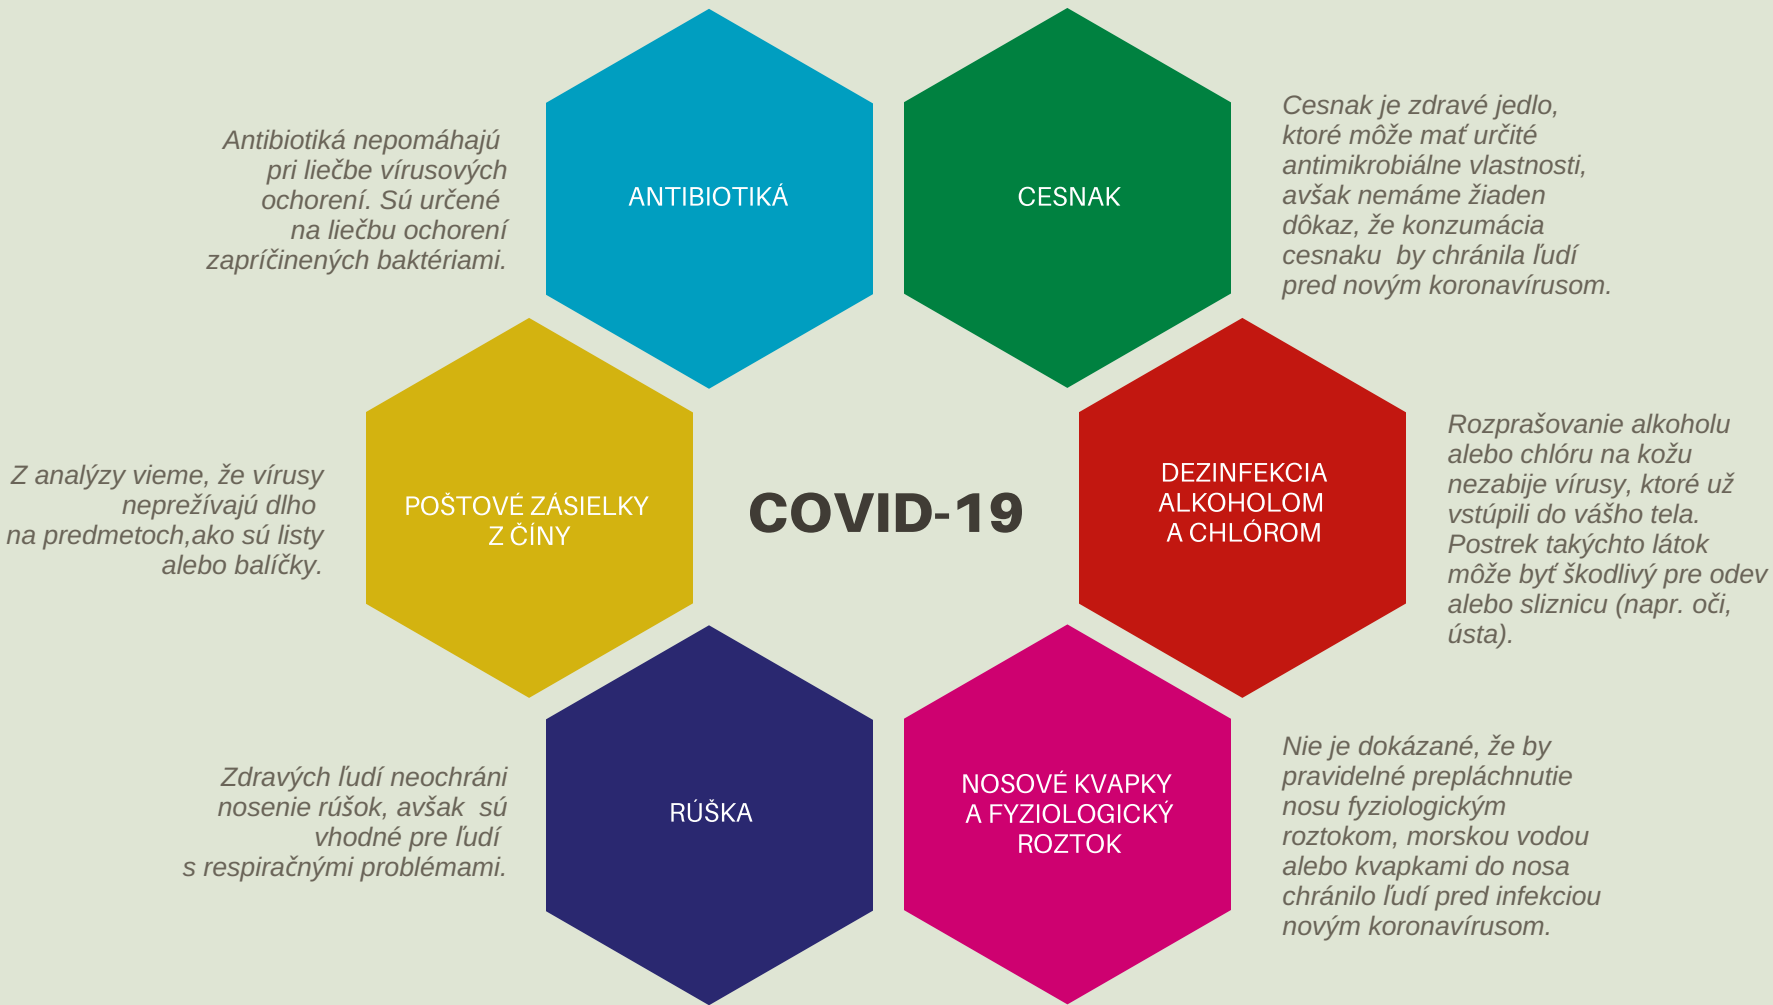 Antibiotiká nepomáhajú
pri liečbe vírusových
ochorení. Sú určené
na liečbu ochorení
zapríčinených baktériami.
ANTIBIOTIKÁ
CESNAK
Cesnak je zdravé jedlo,
ktoré môže mať určité
antimikrobiálne vlastnosti,
avšak nemáme žiaden
dôkaz, že konzumácia
cesnaku  by chránila ľudí
pred novým koronavírusom.
Z analýzy vieme, že vírusy
neprežívajú dlho
na predmetoch,ako sú listy
alebo balíčky.
POŠTOVÉ ZÁSIELKY
Z ČÍNY
COVID-19
DEZINFEKCIA
ALKOHOLOM
A CHLÓROM
Rozprašovanie alkoholu
alebo chlóru na kožu
nezabije vírusy, ktoré už
vstúpili do vášho tela.
Postrek takýchto látok
môže byť škodlivý pre odev
alebo sliznicu (napr. oči,
ústa).
Zdravých ľudí neochráni
nosenie rúšok, avšak  sú
vhodné pre ľudí
s respiračnými problémami.
RÚŠKA
NOSOVÉ KVAPKY
A FYZIOLOGICKÝ
ROZTOK
Nie je dokázané, že by
pravidelné prepláchnutie
nosu fyziologickým
roztokom, morskou vodou
alebo kvapkami do nosa
chránilo ľudí pred infekciou
novým koronavírusom.